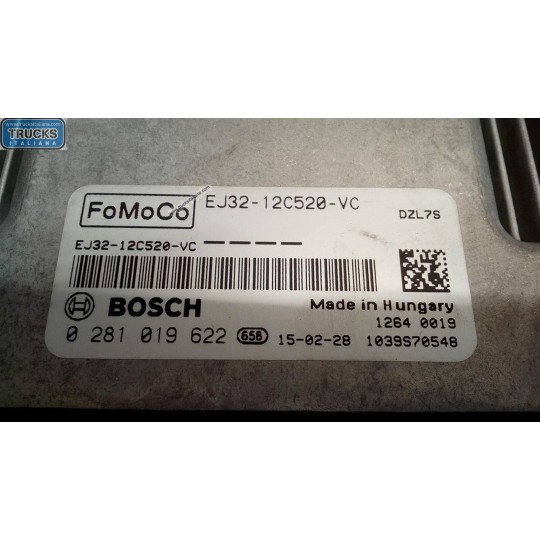 TRUCKS
ITALIANA
FoMoCo
EJ32-12C520-VC
DZL7S
EJ32-12C520-VC — — — —
BOSCH
Made in Hungary
1264 0019
0 281 019 622 658 15-02-28 1039S70548